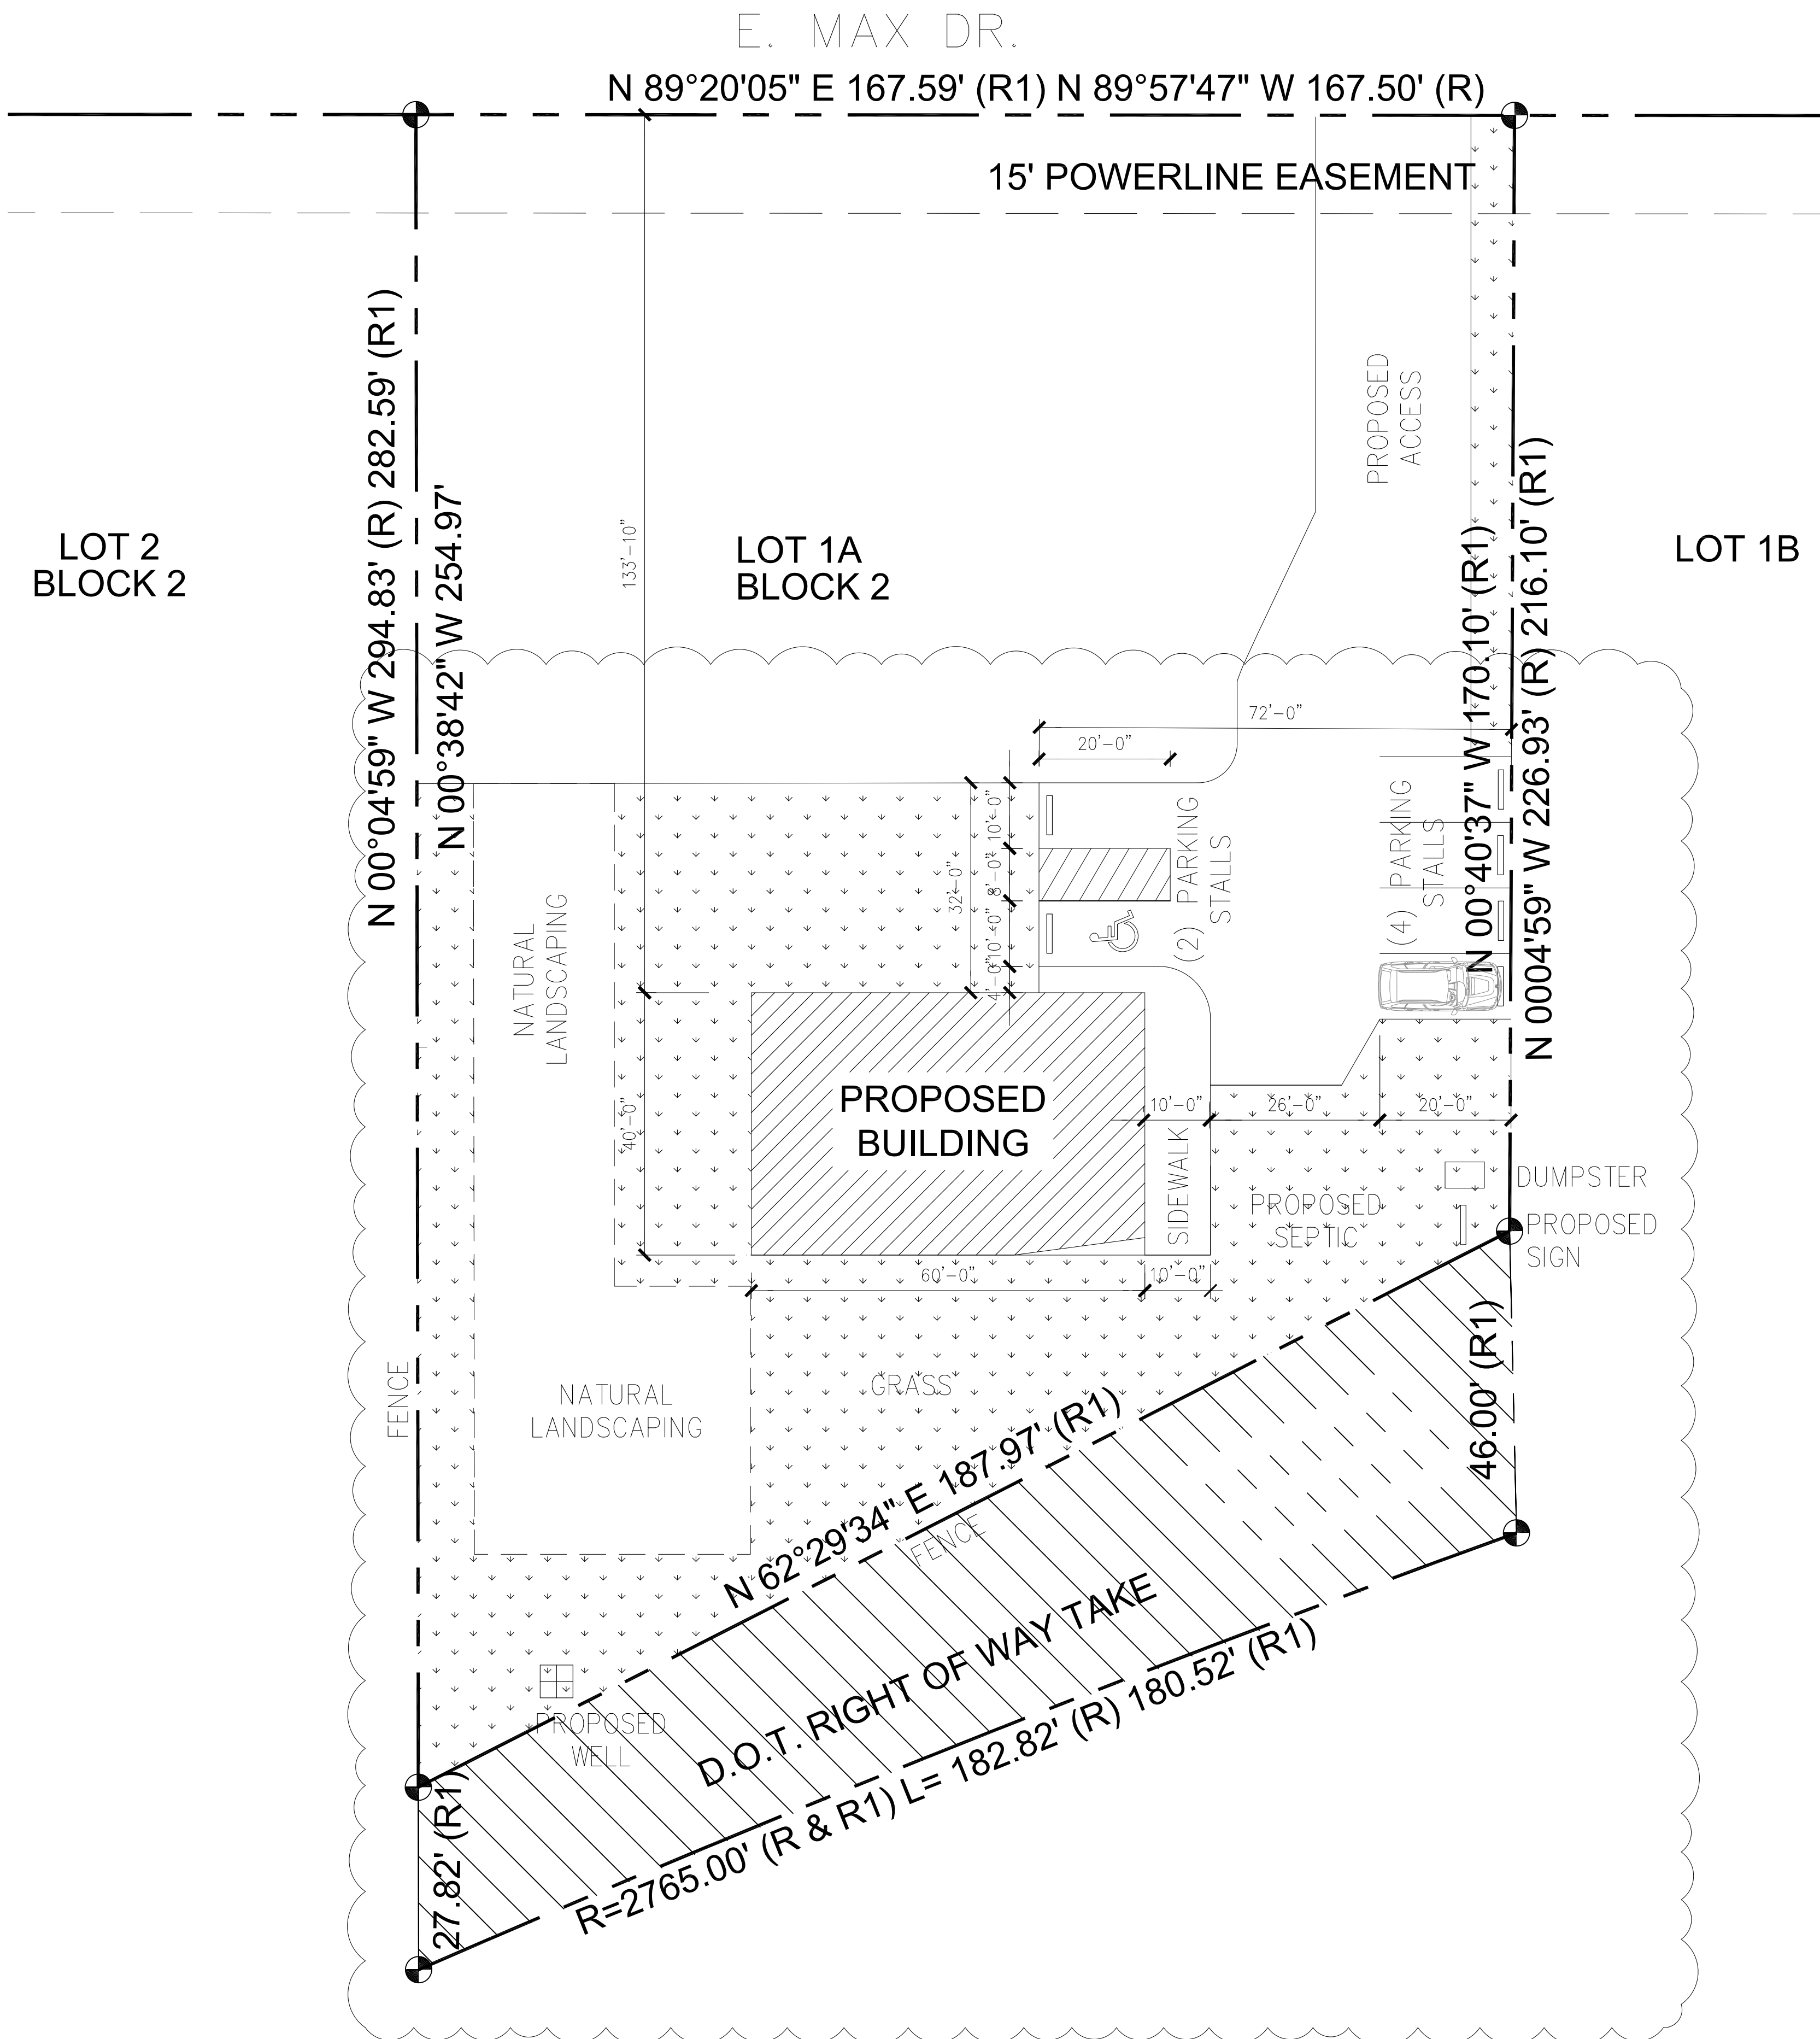 E. MAX DR.
N 89°20'05" E 167.59' (R1) N 89°57'47" W 167.50' (R)
15' POWERLINE EASEMENT
N 00°04'59" W 294.83' (R) 282.59' (R1)
N 00°38'42" W 254.97'
133'-10"
PROPOSED
ACCESS
N 00°40'37" W 170.10' (R1)
N 0004'59" W 226.93' (R) 216.10' (R1)
LOT 2
BLOCK 2
LOT 1A
BLOCK 2
LOT 1B
72'-0"
20'-0"
10'-0"
8'-0"
10'-0"
4'-0"
32'-0"
(2) PARKING
STALLS
(4) PARKING
STALLS
NATURAL
LANDSCAPING
40'-0"
PROPOSED
BUILDING
10'-0"
26'-0"
20'-0"
SIDEWALK
PROPOSED
SEPTIC
DUMPSTER
PROPOSED
SIGN
60'-0"
10'-0"
FENCE
NATURAL
LANDSCAPING
GRASS
46.00' (R1)
N 62°29'34" E 187.97' (R1)
FENCE
D.O.T. RIGHT OF WAY TAKE
PROPOSED
WELL
27.82' (R1)
R=2765.00' (R & R1) L= 182.82' (R) 180.52' (R1)